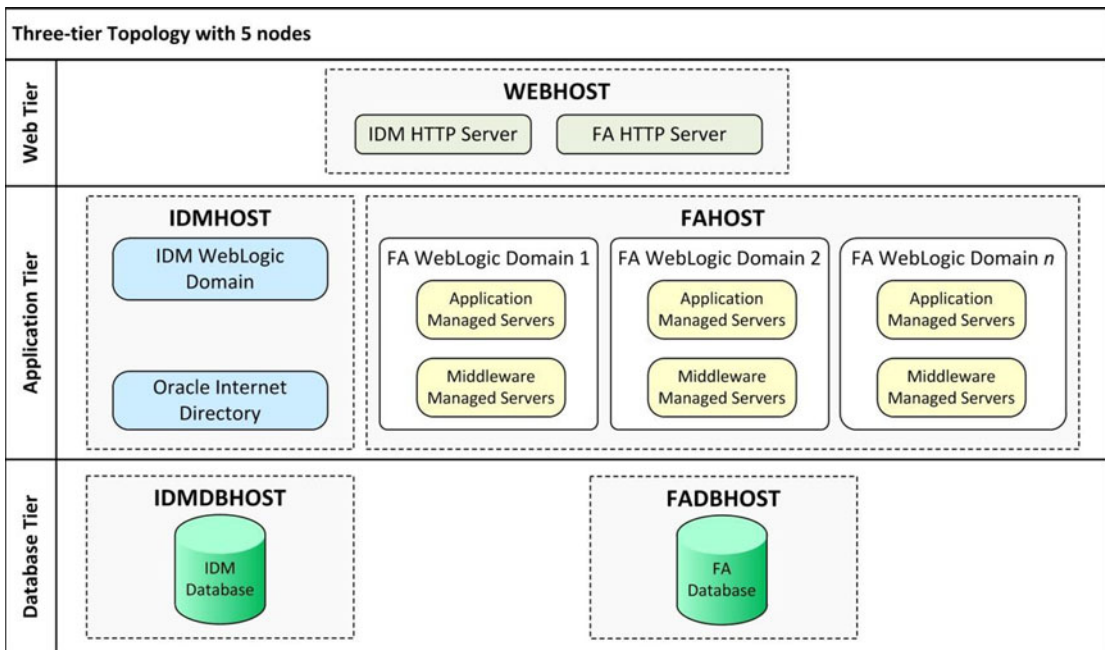 Three-tier Topology with 5 nodes
Web Tier
WEBHOST
IDM HTTP Server
FA HTTP Server
Application Tier
IDMHOST
IDM WebLogic
Domain
Oracle Internet
Directory
FAHOST
FA WebLogic Domain 1
Application
Managed Servers
Middleware
Managed Servers
FA WebLogic Domain 2
Application
Managed Servers
Middleware
Managed Servers
FA WebLogic Domain n
Application
Managed Servers
Middleware
Managed Servers
Database Tier
IDMDBHOST
IDM
Database
FADBHOST
FA
Database